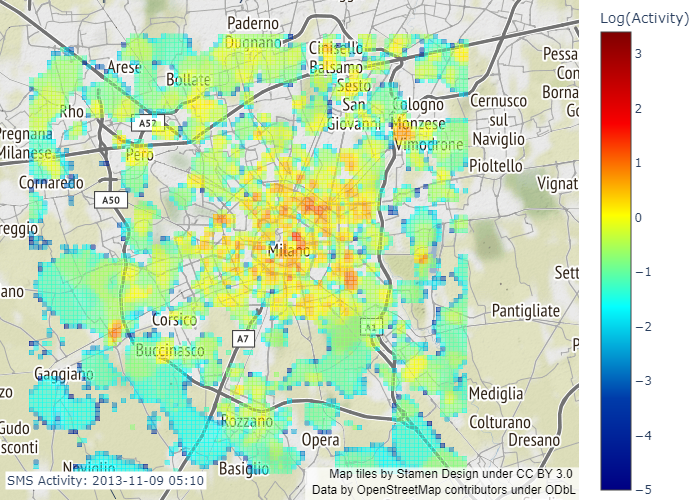 Paderno
Dugnano
Cinisello
Balsamo
Sesto
San
Giovanni
Arese
Bollate
Rho
A52
Pero
Pregnana
Milanese
Cornaredo
A50
reggio
Cologno
Monzese
Vimodrone
Cernusco
sul
Naviglio
Pioltello
Pessa
Con
Borna
Go
Vignat
Milano
Sett
ano
Corsico
Buccinasco
A7
A1
Pantigliate
P
Gaggiano
zo
Gudo
sconti
Rozzano
Opera
Mediglia
Colturano
Dresano
Naviglio
Basiglio
SMS Activity: 2013-11-09 05:10
Map tiles by Stamen Design under CC BY 3.0
Data by OpenStreetMap contributors under ODbL
Log(Activity)
3
2
1
0
−1
−2
−3
−4
−5